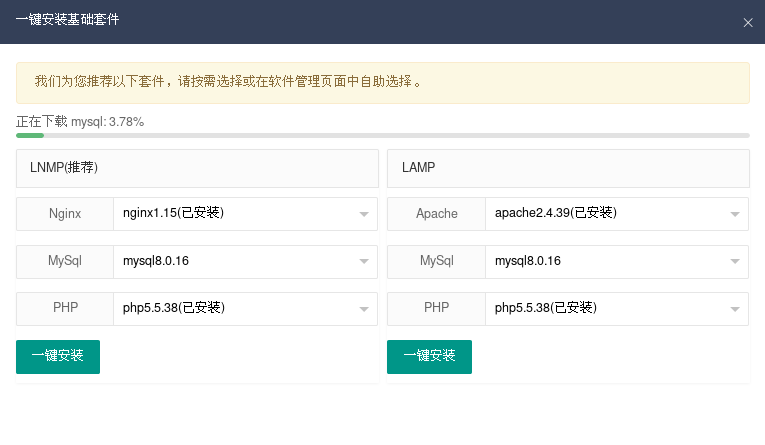 一键安装基础套件
我们为您推荐以下套件，请按需选择或在软件管理页面中自助选择。
正在下载 mysql: 3.78%
LNMP(推荐)
Nginx nginx1.15(已安装)
MySql mysql8.0.16
PHP php5.5.38(已安装)
一键安装
LAMP
Apache apache2.4.39(已安装)
MySql mysql8.0.16
PHP php5.5.38(已安装)
一键安装